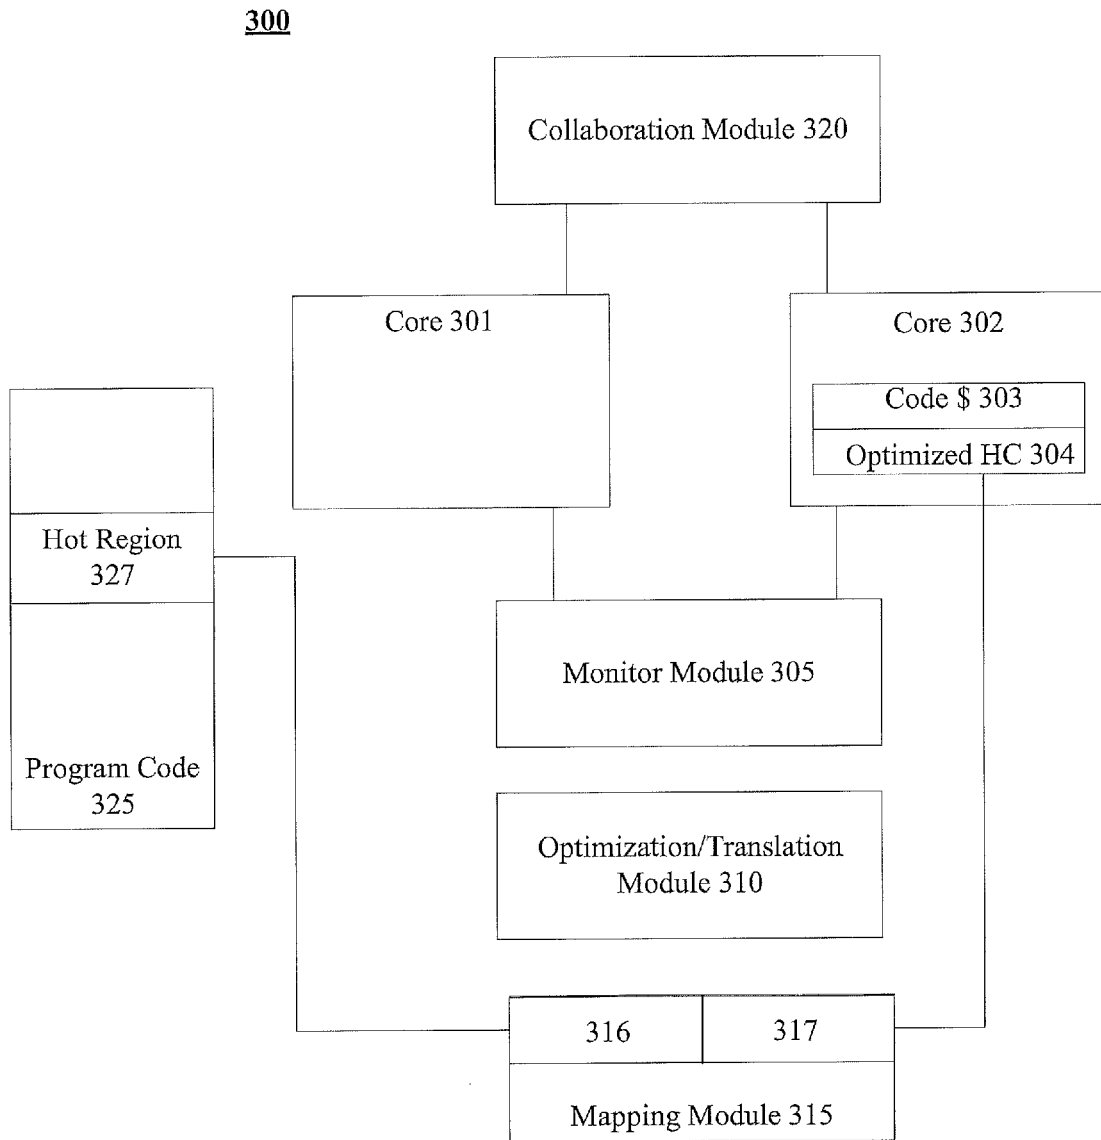 300
Collaboration Module 320
Core 301
Core 302
Code $ 303
Optimized HC 304
Hot Region
327
Monitor Module 305
Program Code
325
Optimization/Translation
Module 310
316
317
Mapping Module 315